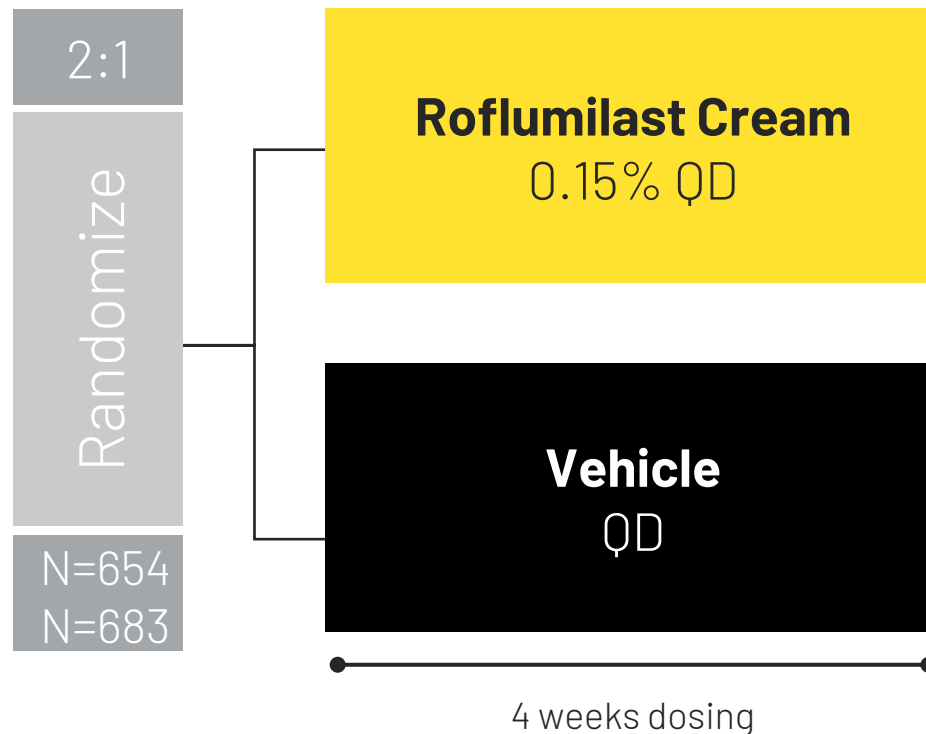 2:1
Randomize
N=654
N=683
Roflumilast Cream
0.15% QD
Vehicle
QD
4 weeks dosing